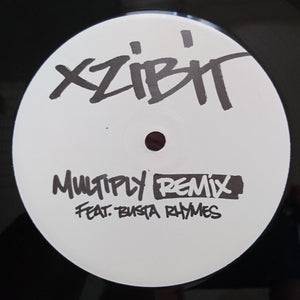 XZIBIT
MULTIPLY REMIX
FEAT. BUSTA RHYMES